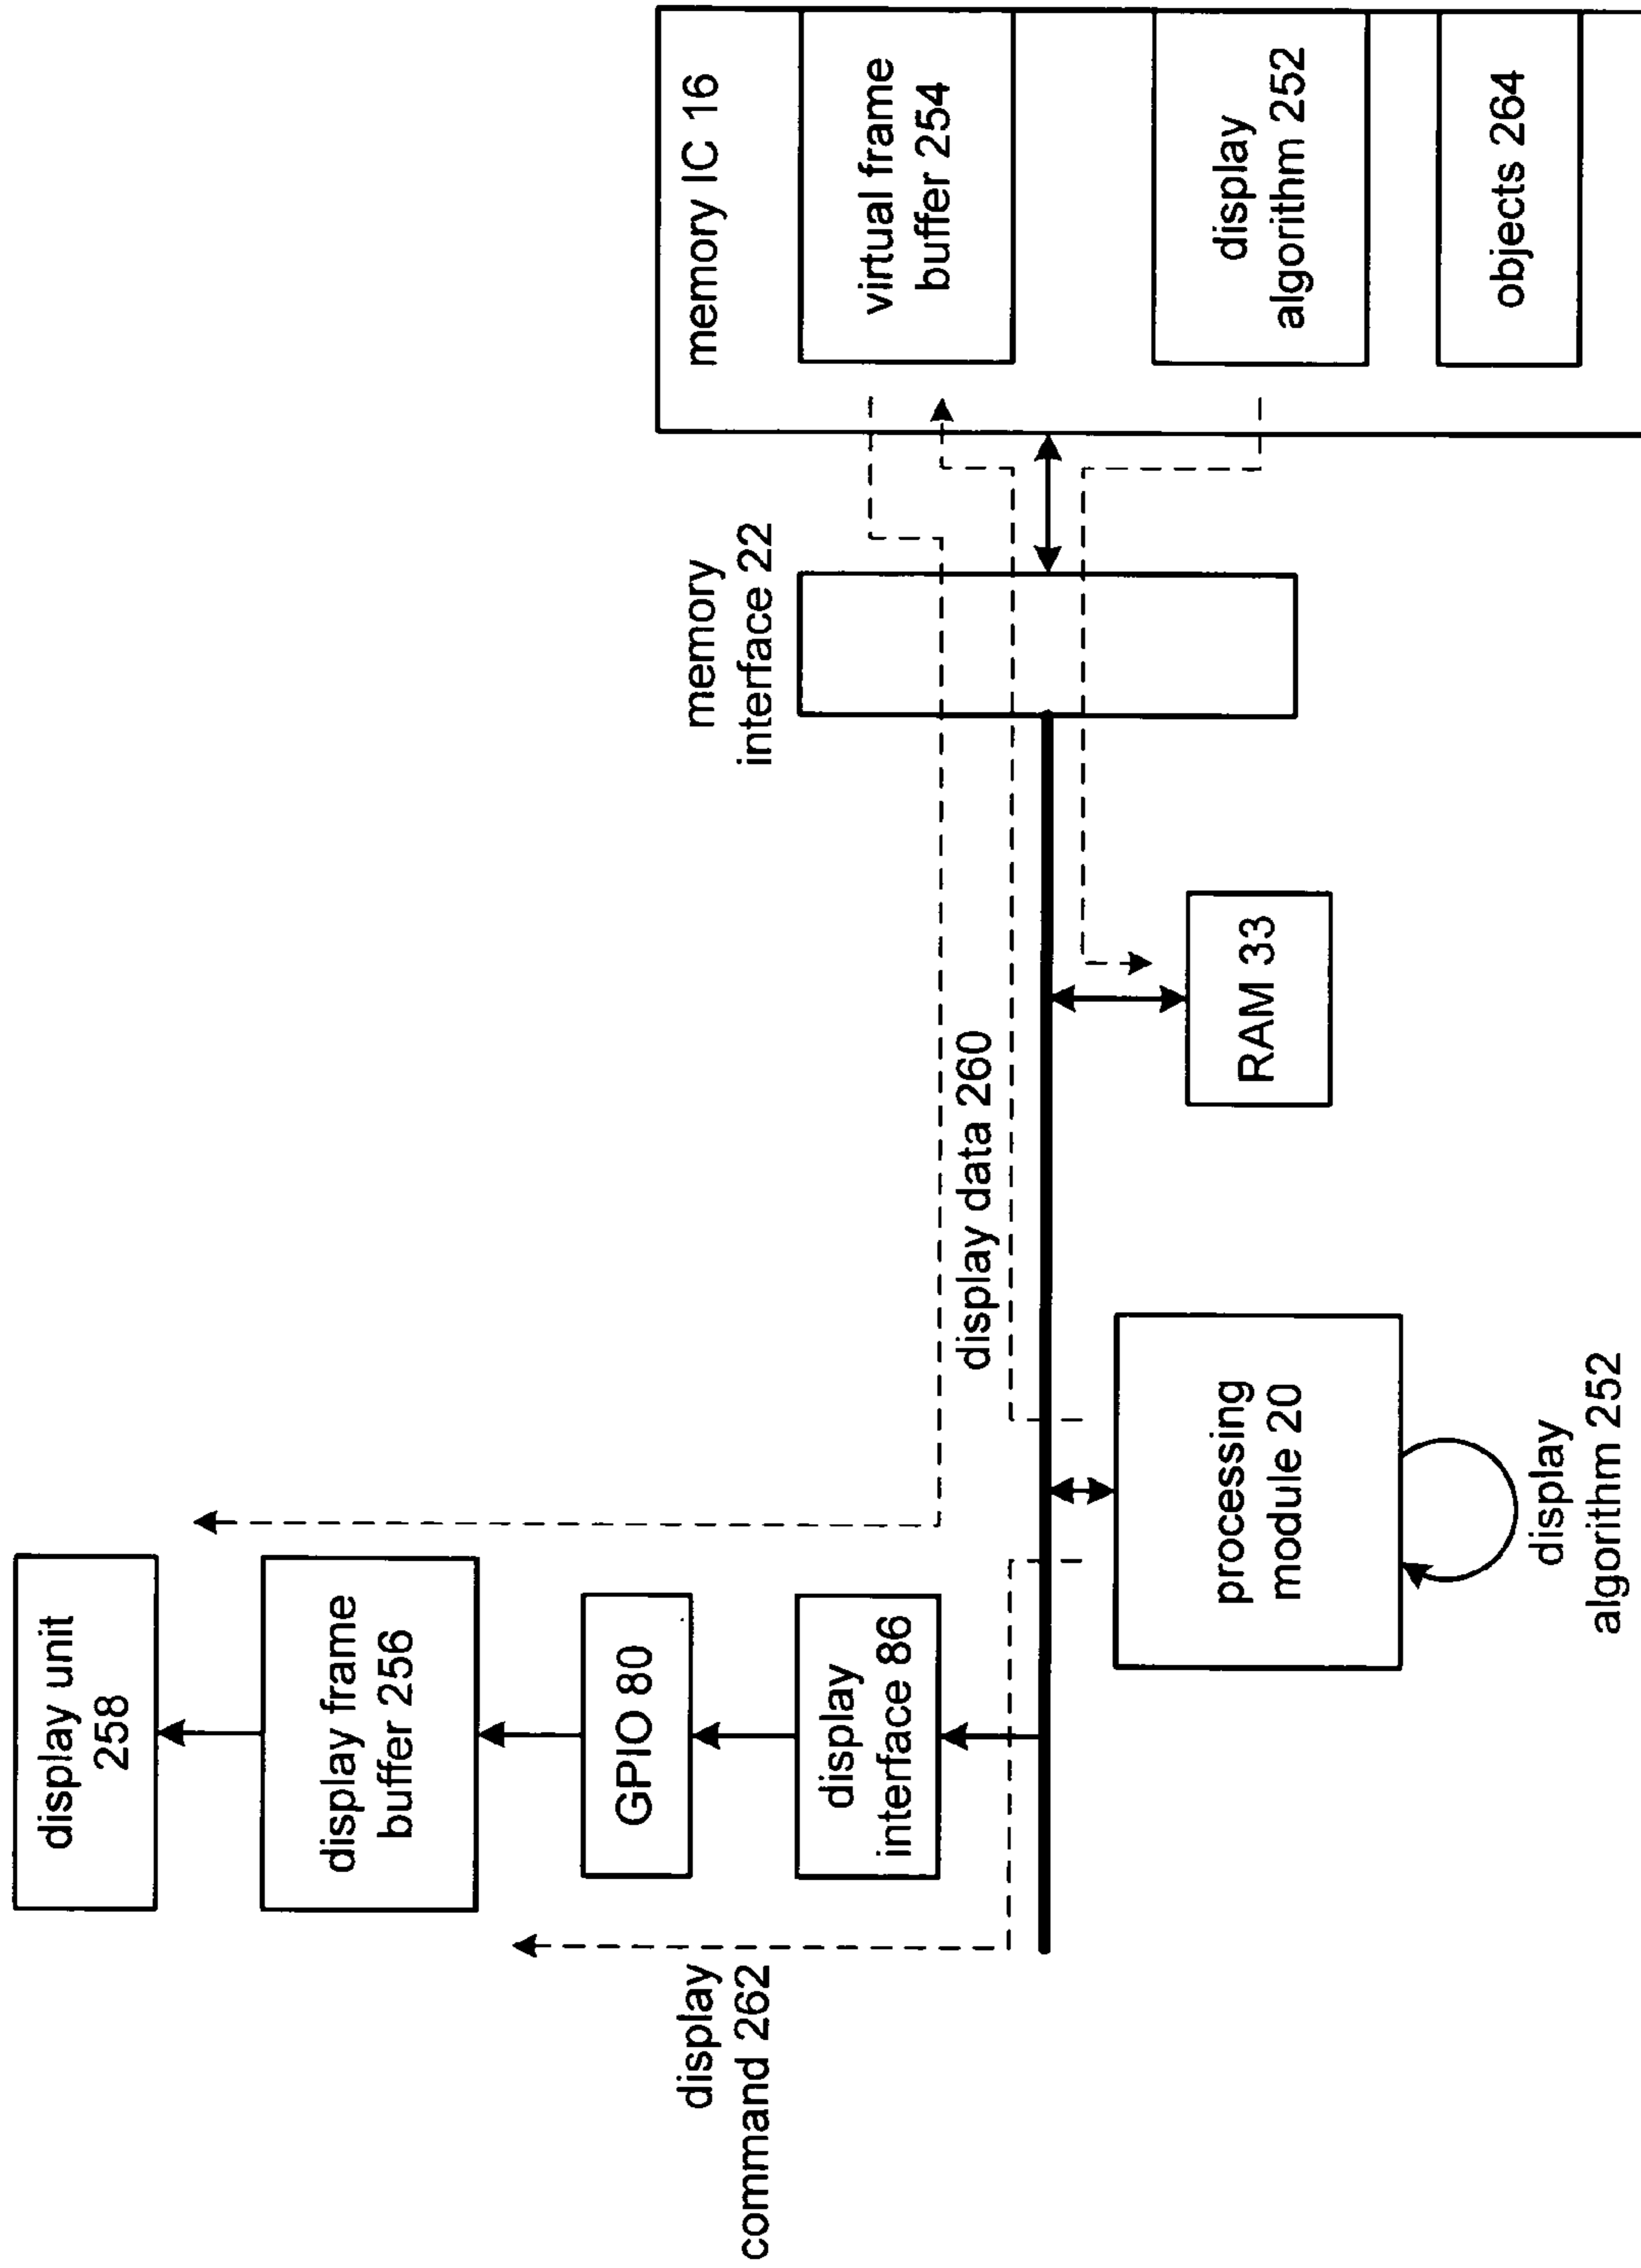 display unit
258
display frame
buffer 256
GPIO 80
display
interface 86
display
command 262
processing
module 20
display
algorithm 252
display data 260
RAM 33
memory
interface 22
memory IC 16
virtual frame
buffer 254
display
algorithm 252
objects 264